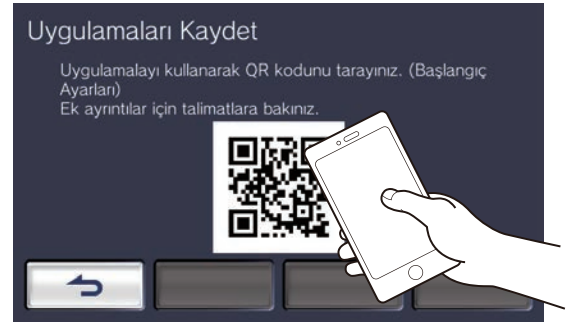 Uygulamaları Kaydet
Uygulamalayı kullanarak QR kodunu tarayınız. (Başlangıç
Ayarları)
Ek ayrıntılar için talimatlara bakınız.